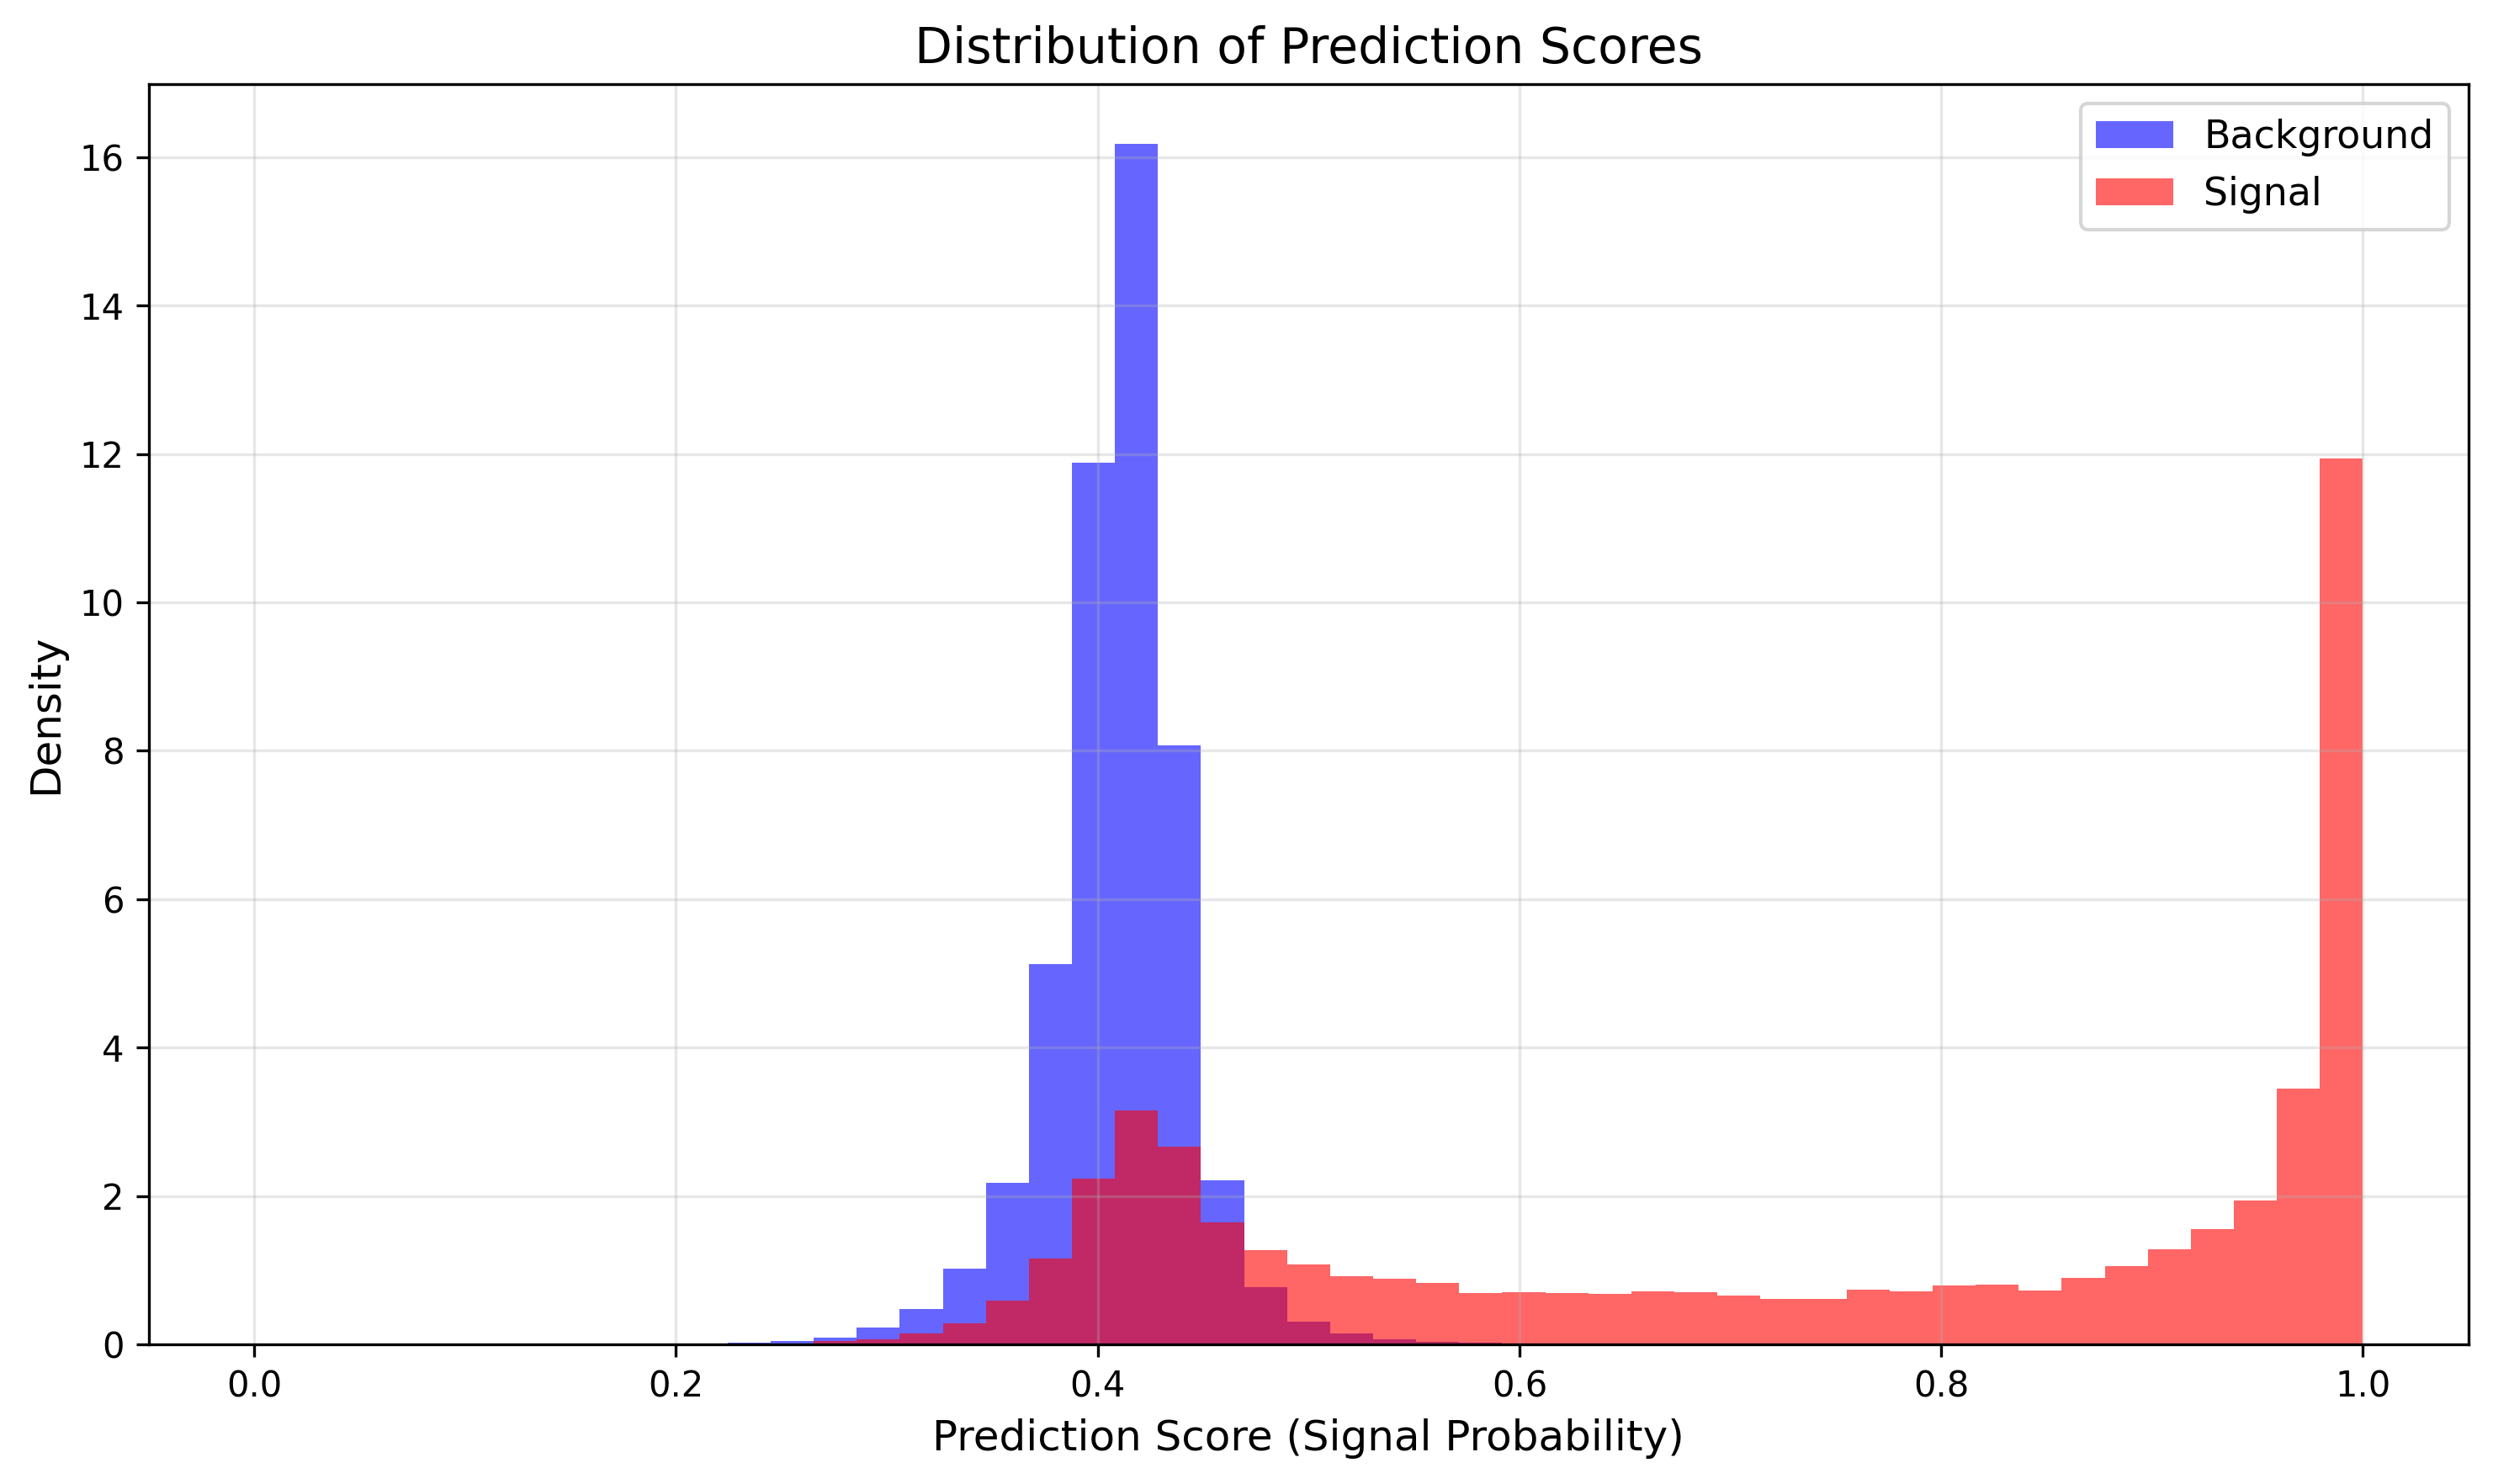 Distribution of Prediction Scores
Background
Signal
Density
16
14
12
10
8
6
4
2
0
0.0 0.2 0.4 0.6 0.8 1.0
Prediction Score (Signal Probability)